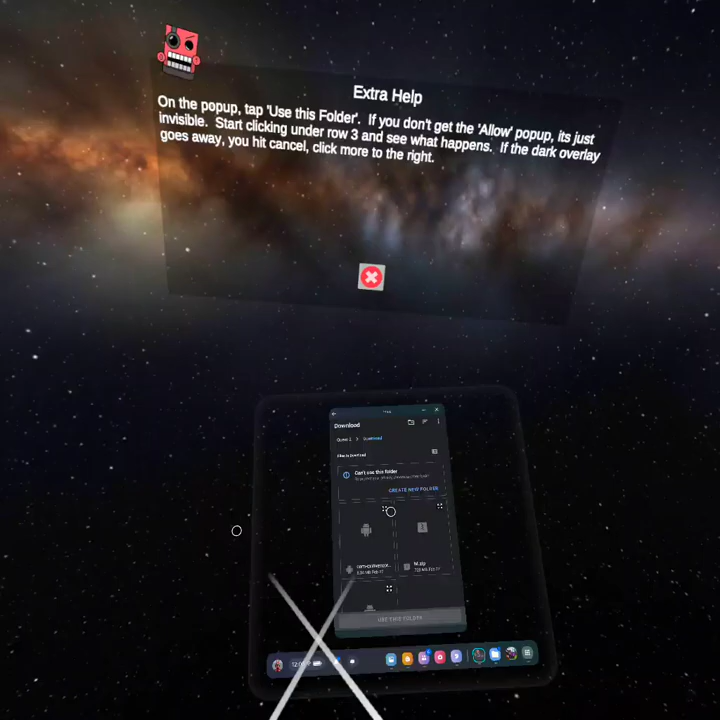 Extra Help
On the popup, tap 'Use this Folder'. If you don't get the 'Allow' popup, its just
invisible. Start clicking under row 3 and see what happens. If the dark overlay
goes away, you hit cancel, click more to the right.
Download
Download
Can't use this folder
CREATE NEW FOLDER
USE THIS FOLDER